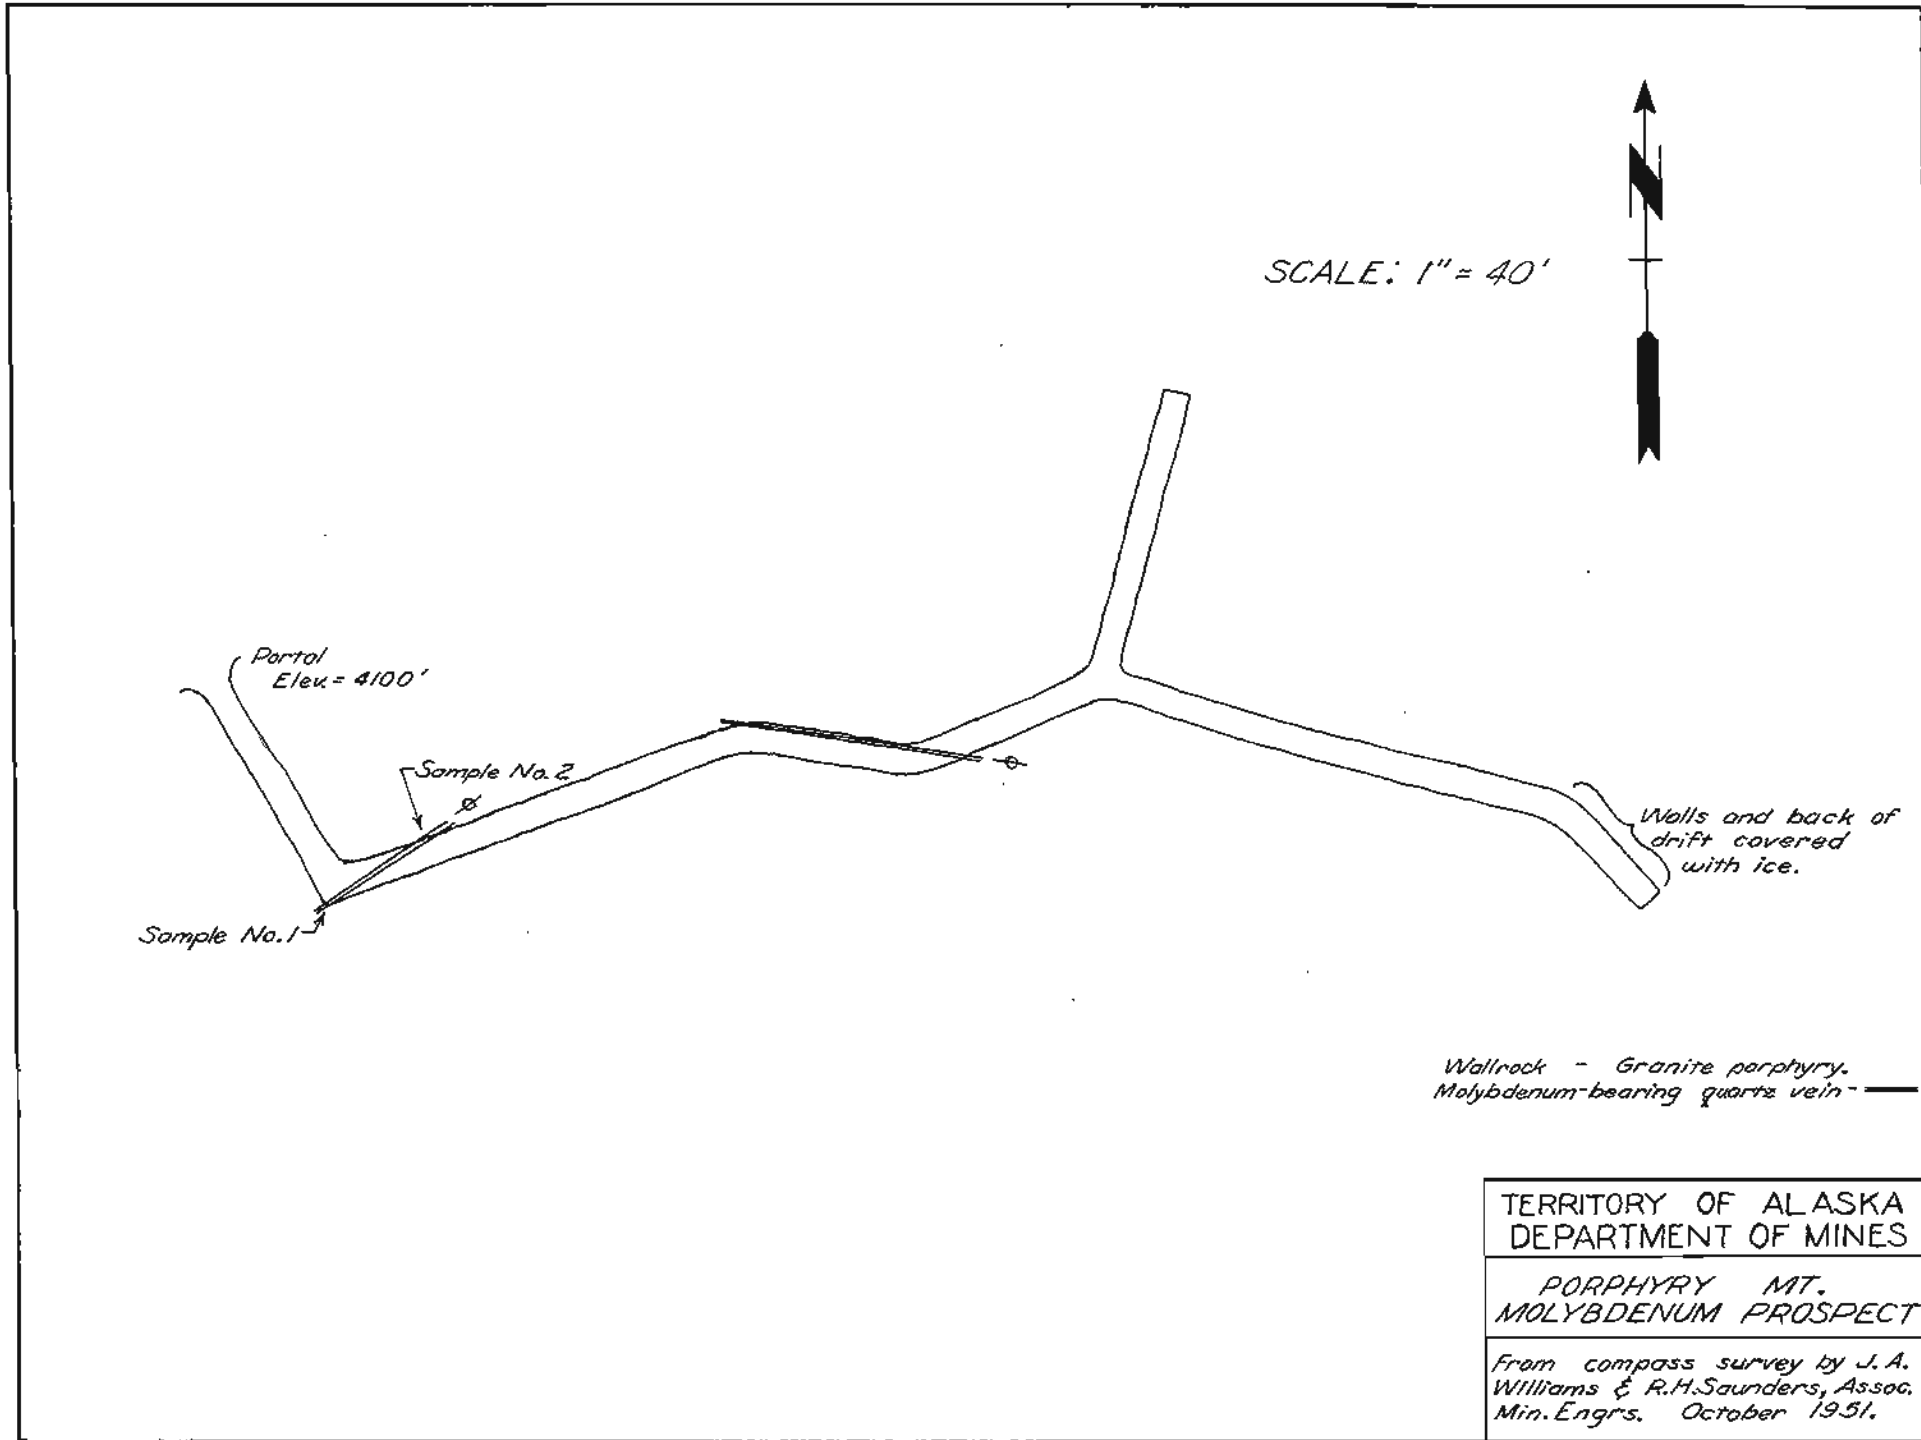 N
SCALE: 1" = 40'
Portal
Elev. = 4100'
Sample No. 2
Sample No. 1
Walls and back of
drift covered
with ice.
Wallrock - Granite porphyry.
Molybdenum-bearing quartz vein -
TERRITORY OF ALASKA
DEPARTMENT OF MINES
PORPHYRY MT.
MOLYBDENUM PROSPECT
From compass survey by J. A.
Williams & R.H. Saunders, Assoc.
Min. Engrs. October 1951.